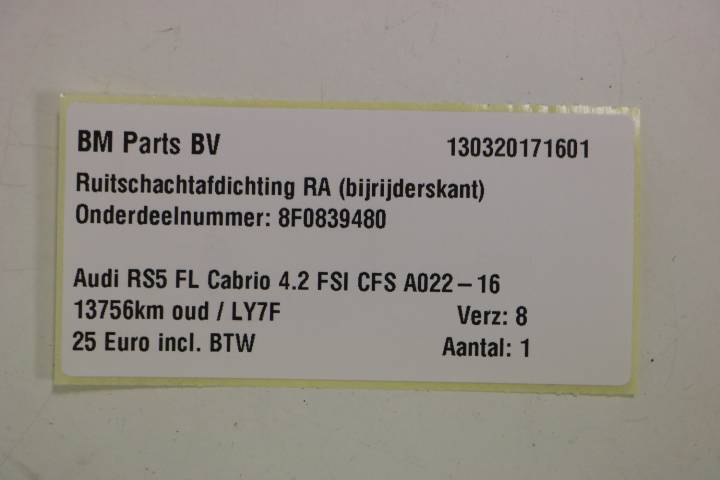 BM Parts BV 130320171601
Ruitschachtafdichting RA (bijrijderskant)
Onderdeelnummer: 8F0839480
Audi RS5 FL Cabrio 4.2 FSI CFS A022-16
13756km oud / LY7F Verz: 8
25 Euro incl. BTW Aantal: 1